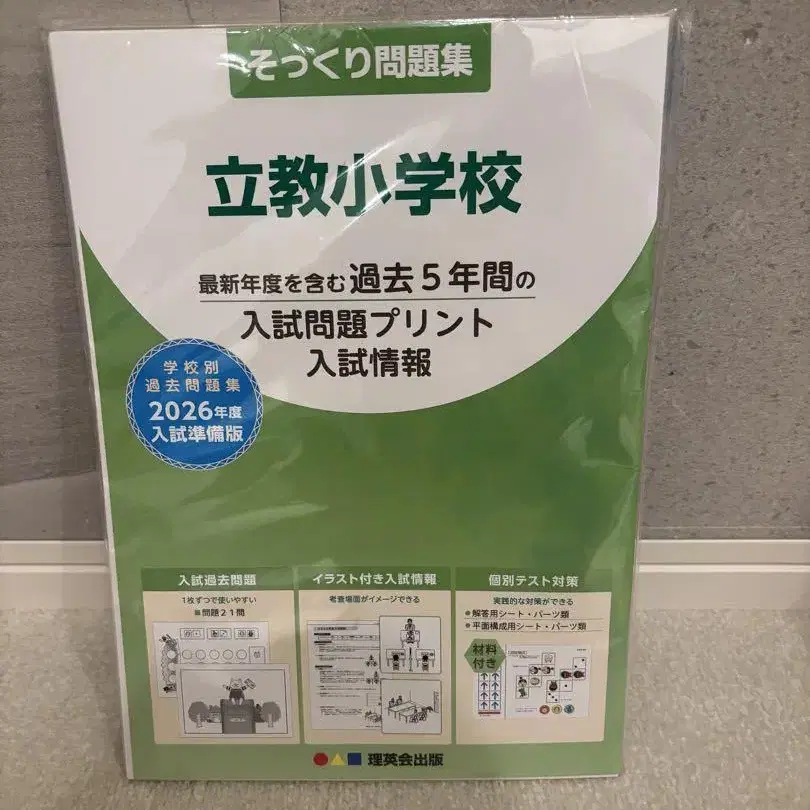 そっくり問題集
立教小学校
最新年度を含む過去5年間の
入試問題プリント
入試情報
学校別
過去問題集
2026年度
入試準備版
入試過去問題
1枚ずつで使いやすい
■問題21問
イラスト付き入試情報
考査場面がイメージできる
個別テスト対策
実践的な対策ができる
●解答用シート・パーツ類
●平面構成用シート・パーツ類
材料
付き
理英会出版